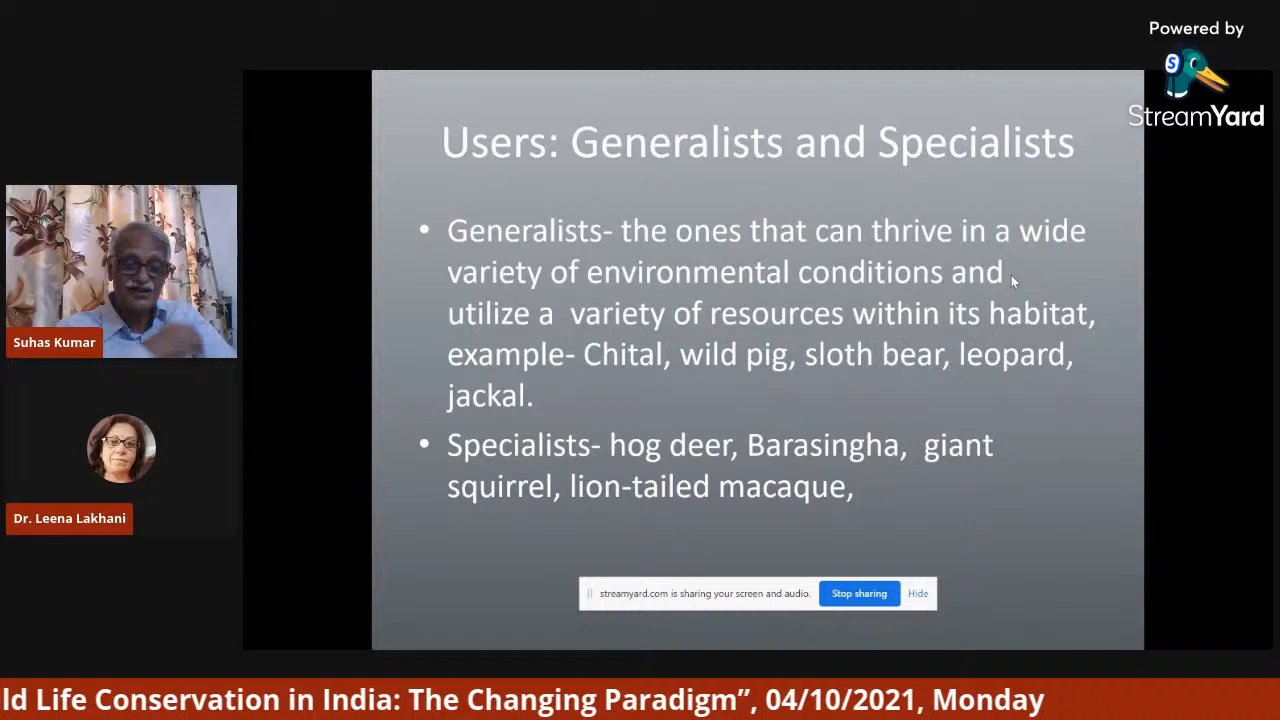 Powered by
StreamYard
Users: Generalists and Specialists
• Generalists- the ones that can thrive in a wide
variety of environmental conditions and
utilize a variety of resources within its habitat,
example- Chital, wild pig, sloth bear, leopard,
jackal.
• Specialists- hog deer, Barasingha, giant
squirrel, lion-tailed macaque,
Suhas Kumar
Dr. Leena Lakhani
streamyard.com is sharing your screen and audio. Stop sharing Hide
ld Life Conservation in India: The Changing Paradigm”, 04/10/2021, Monday